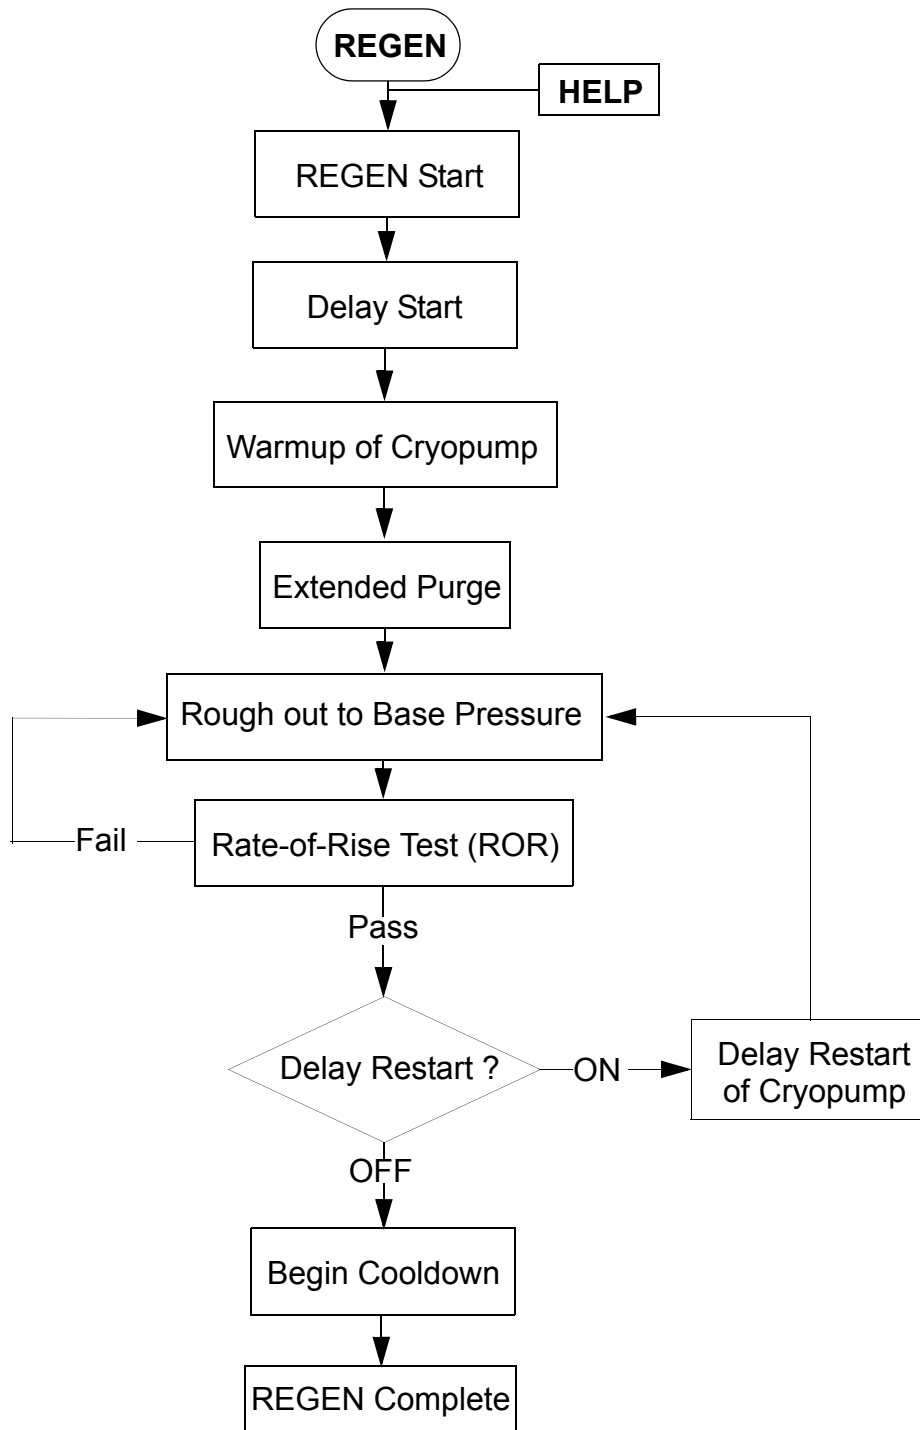 REGEN
HELP
REGEN Start
Delay Start
Warmup of Cryopump
Extended Purge
Rough out to Base Pressure
Fail
Rate-of-Rise Test (ROR)
Pass
Delay Restart ?
ON
Delay Restart
of Cryopump
OFF
Begin Cooldown
REGEN Complete